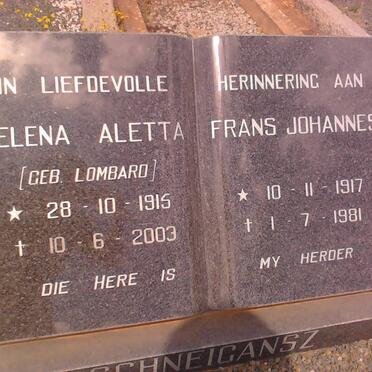 IN LIEFDEVOLLE HERINNERING AAN
ELENA ALETTA
[GEB. LOMBARD]
★ 28 - 10 - 1915
† 10 - 6 - 2003
DIE HERE IS
FRANS JOHANNES
★ 10 - 11 - 1917
† 1 - 7 - 1981
MY HERDER
SCHNEIGANSZ